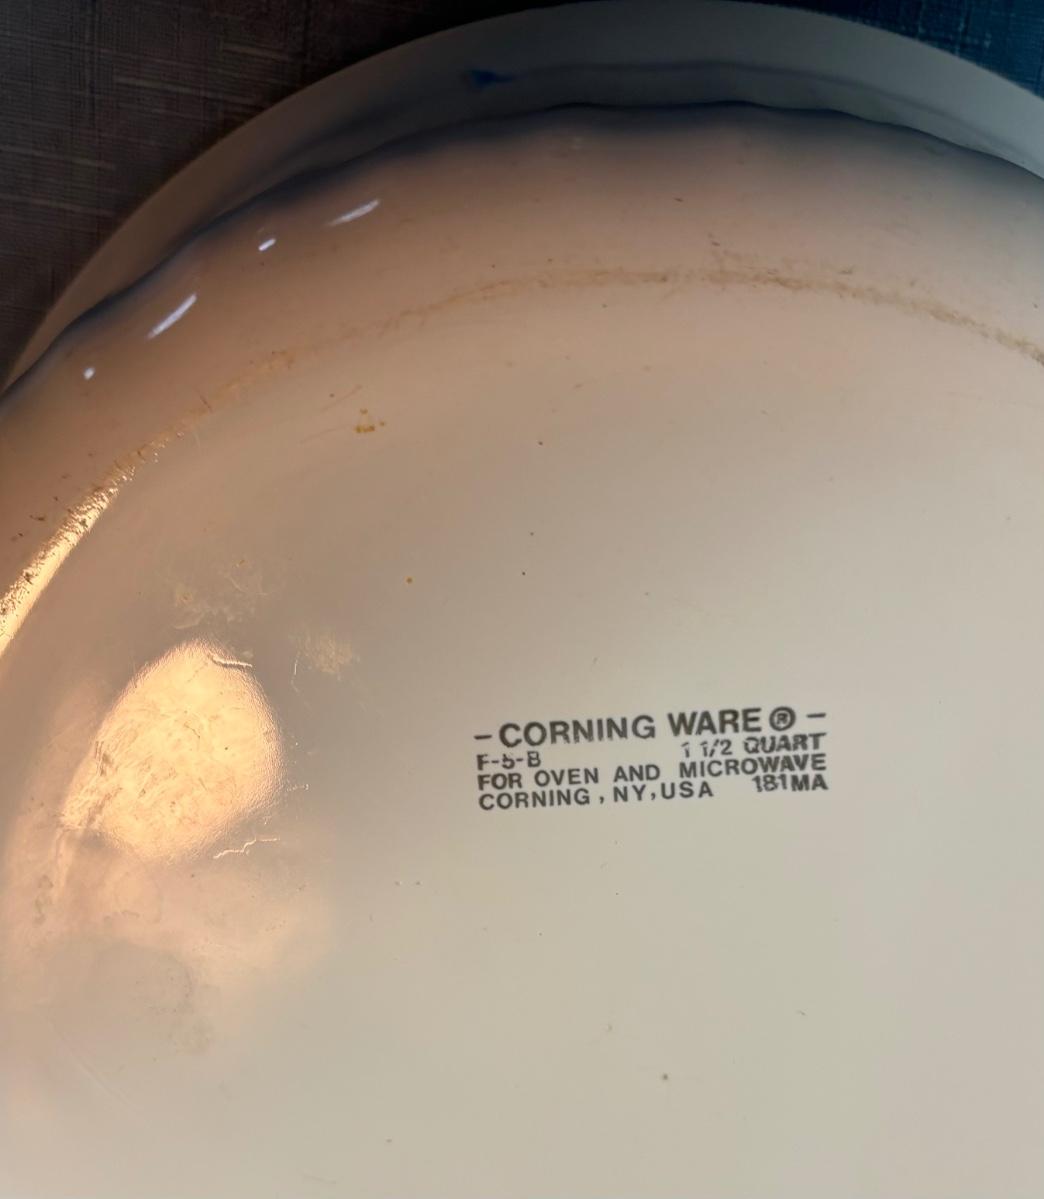 - CORNING WARE ® -
F-5-B 1 1/2 QUART
FOR OVEN AND MICROWAVE
CORNING, NY, USA 181MA